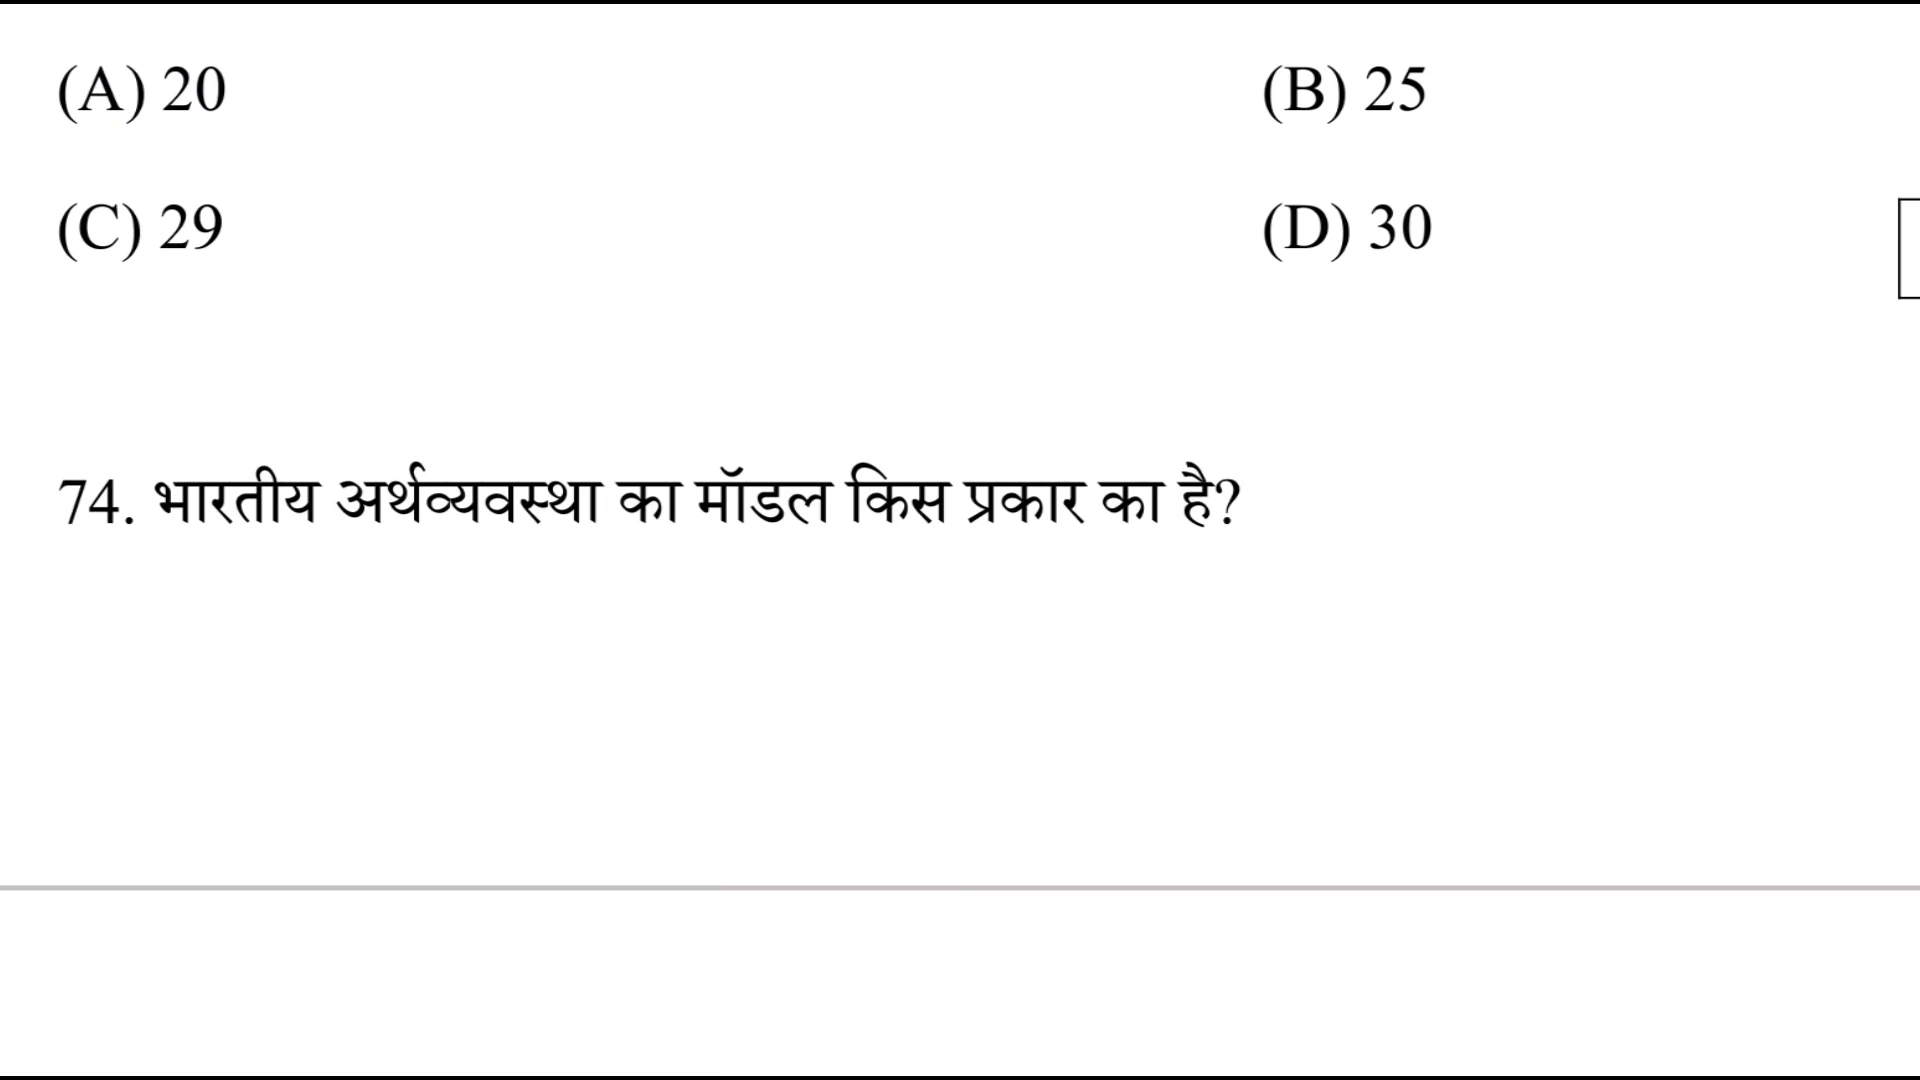 (A) 20 (B) 25
(C) 29 (D) 30
74. भारतीय अर्थव्यवस्था का मॉडल किस प्रकार का है?